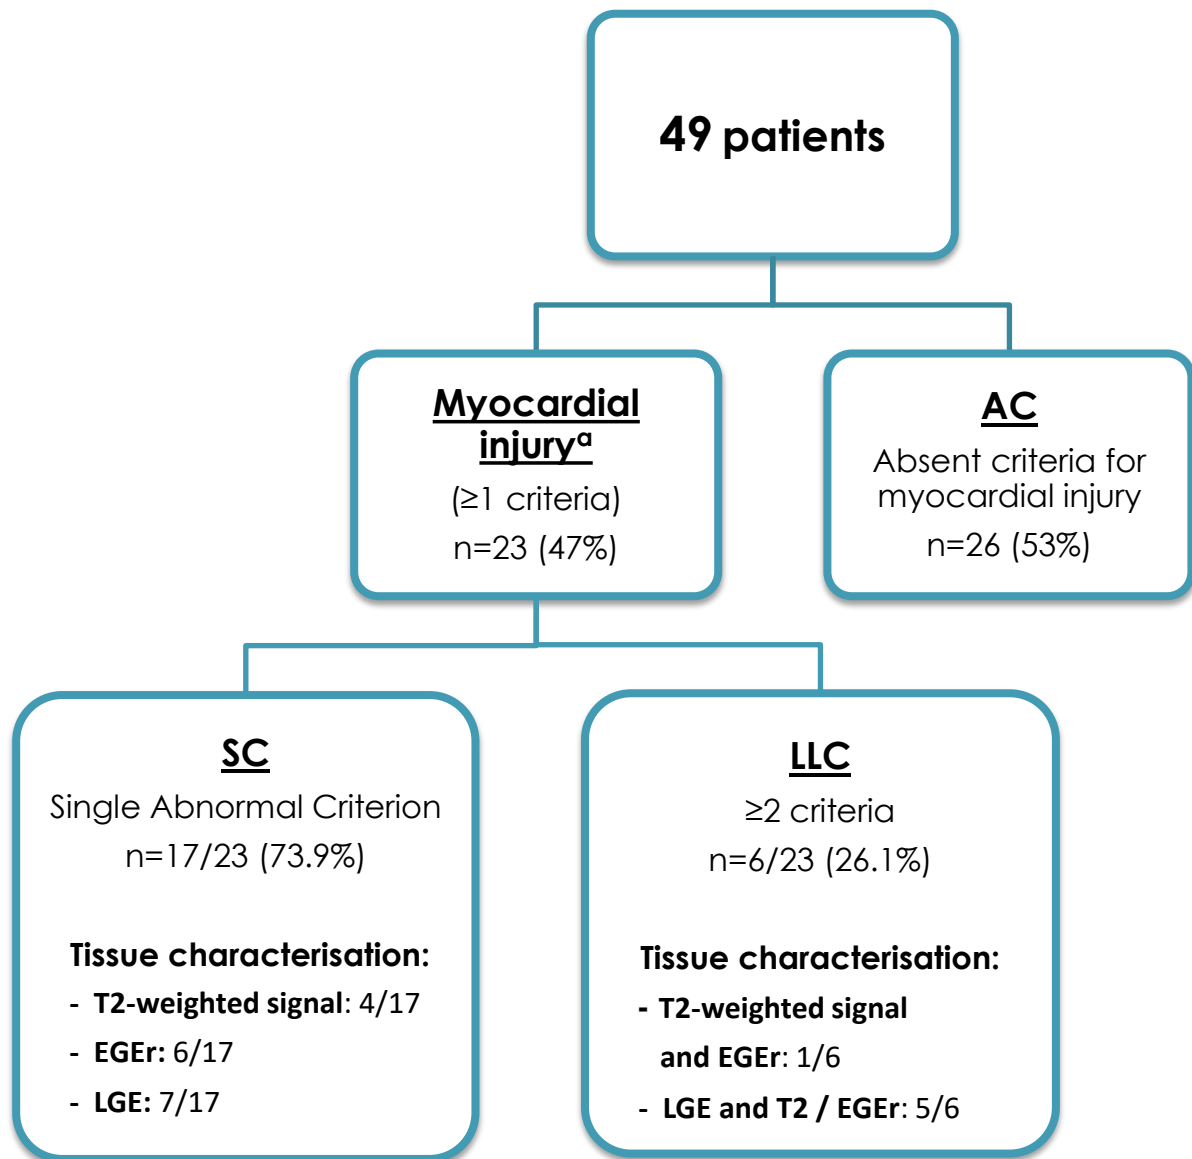 49 patients
Myocardial
injuryª
(≥1 criteria)
n=23 (47%)
AC
Absent criteria for
myocardial injury
n=26 (53%)
SC
Single Abnormal Criterion
n=17/23 (73.9%)
Tissue characterisation:
- T2-weighted signal: 4/17
- EGEr: 6/17
- LGE: 7/17
LLC
≥2 criteria
n=6/23 (26.1%)
Tissue characterisation:
- T2-weighted signal
and EGEr: 1/6
- LGE and T2 / EGEr: 5/6